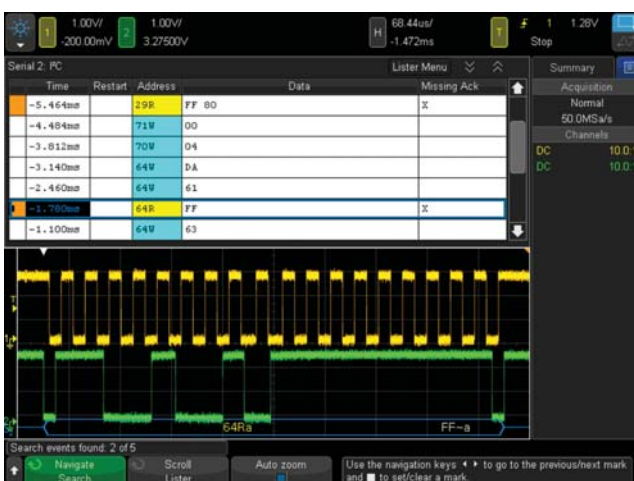 1 1.00V/ 2 1.00V/ H 68.44us/ T 1 1.28V
-200.00mV 3.27500V -1.472ms Stop
Serial 2: I²C Lister Menu Summary
Time Restart Address Data Missing Ack Acquisition
-5.464ms 29R FF 80 X Normal
50.0MSa/s
-4.484ms 71W 00 Channels
-3.812ms 70W 04 DC 10.0:
-3.140ms 64W DA DC 10.0:
-2.460ms 64W 61
-1.780ms 64R FF X
-1.100ms 64W 63
T
64Ra FF~a
Search events found: 2 of 5
Navigate Scroll Auto zoom Use the navigation keys to go to the previous/next mark
Search Lister and to set/clear a mark.